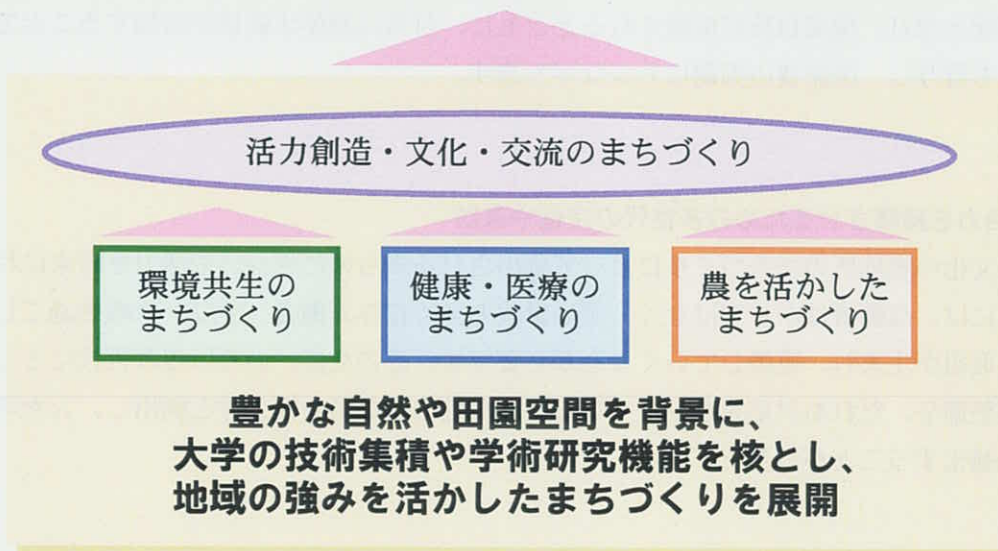 活力創造・文化・交流のまちづくり
環境共生の
まちづくり
健康・医療の
まちづくり
農を活かした
まちづくり
豊かな自然や田園空間を背景に、
大学の技術集積や学術研究機能を核とし、
地域の強みを活かしたまちづくりを展開